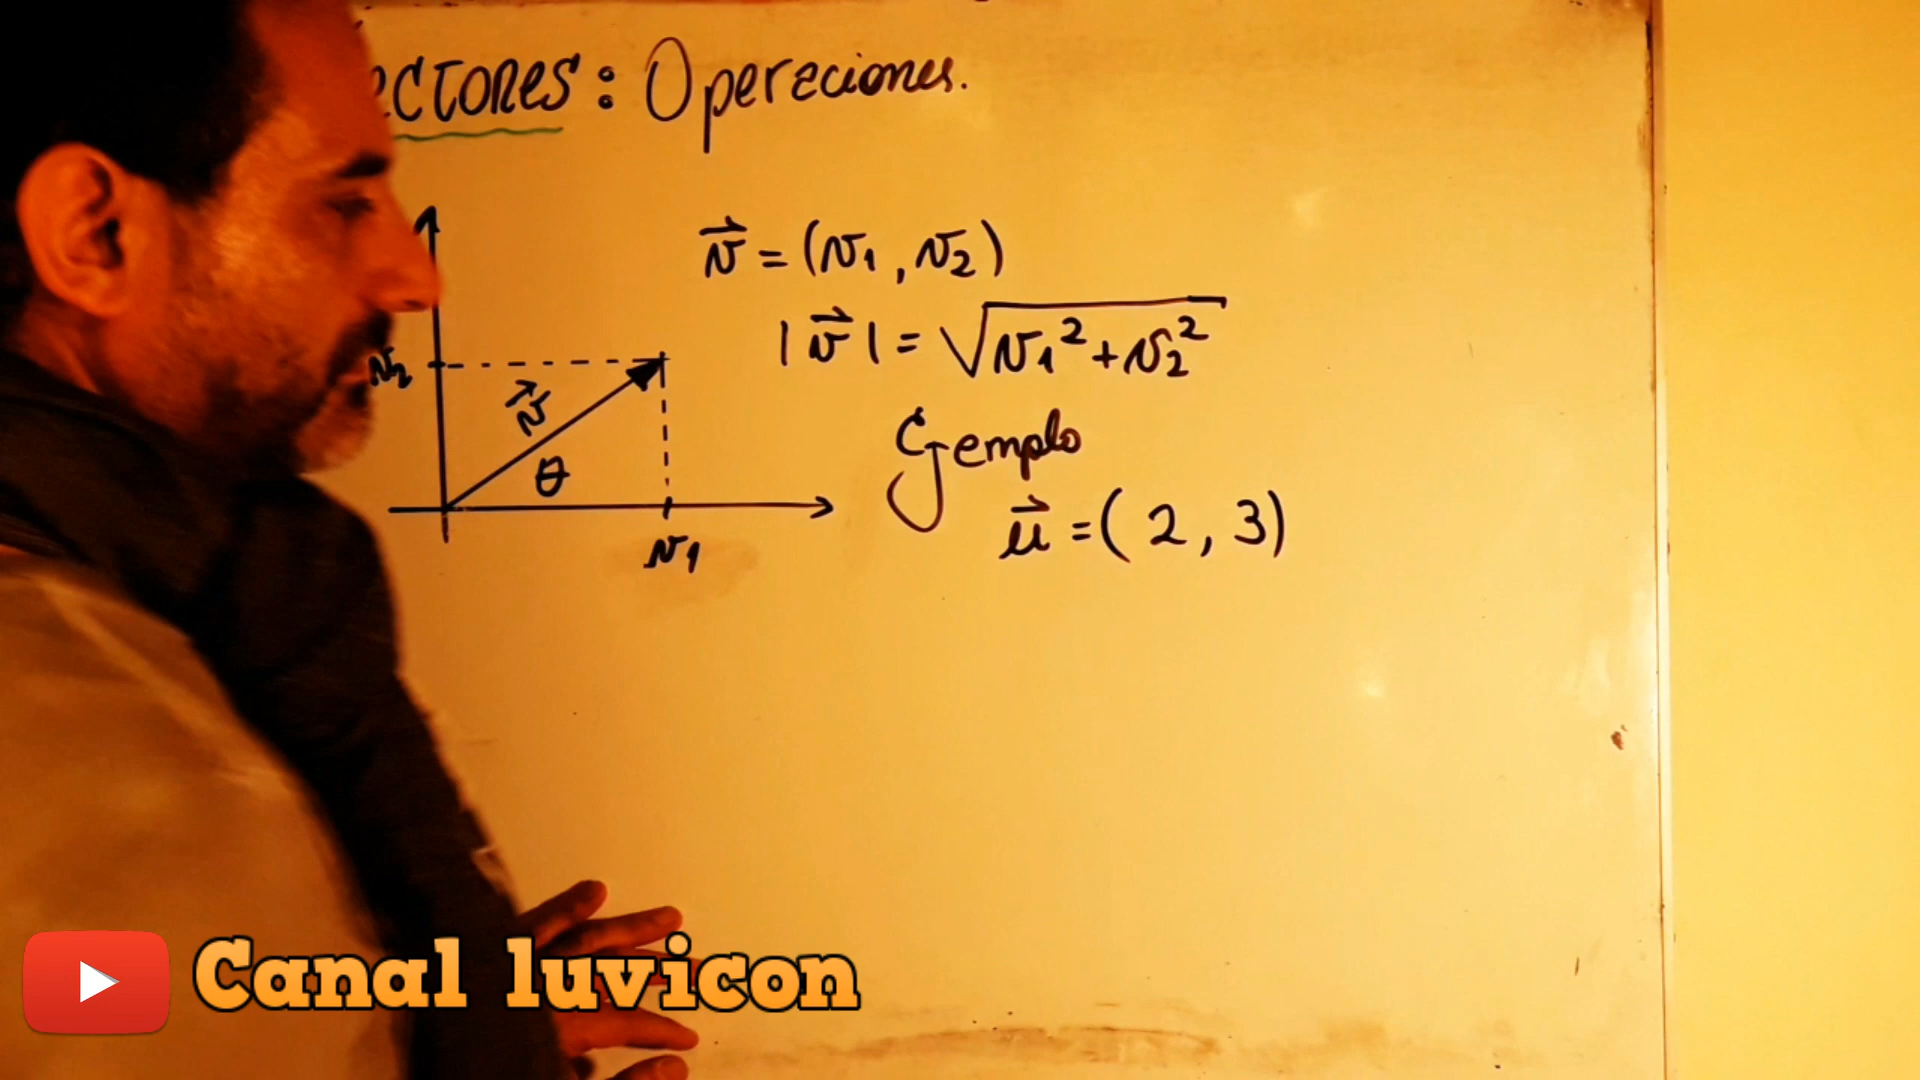 ECTORES: Operaciones.
v⃗ = (v₁, v₂)
|v⃗| = √(v₁² + v₂²)
v₂
v⃗
θ
v₁
Ejemplo
u⃗ = (2, 3)
Canal luvicon